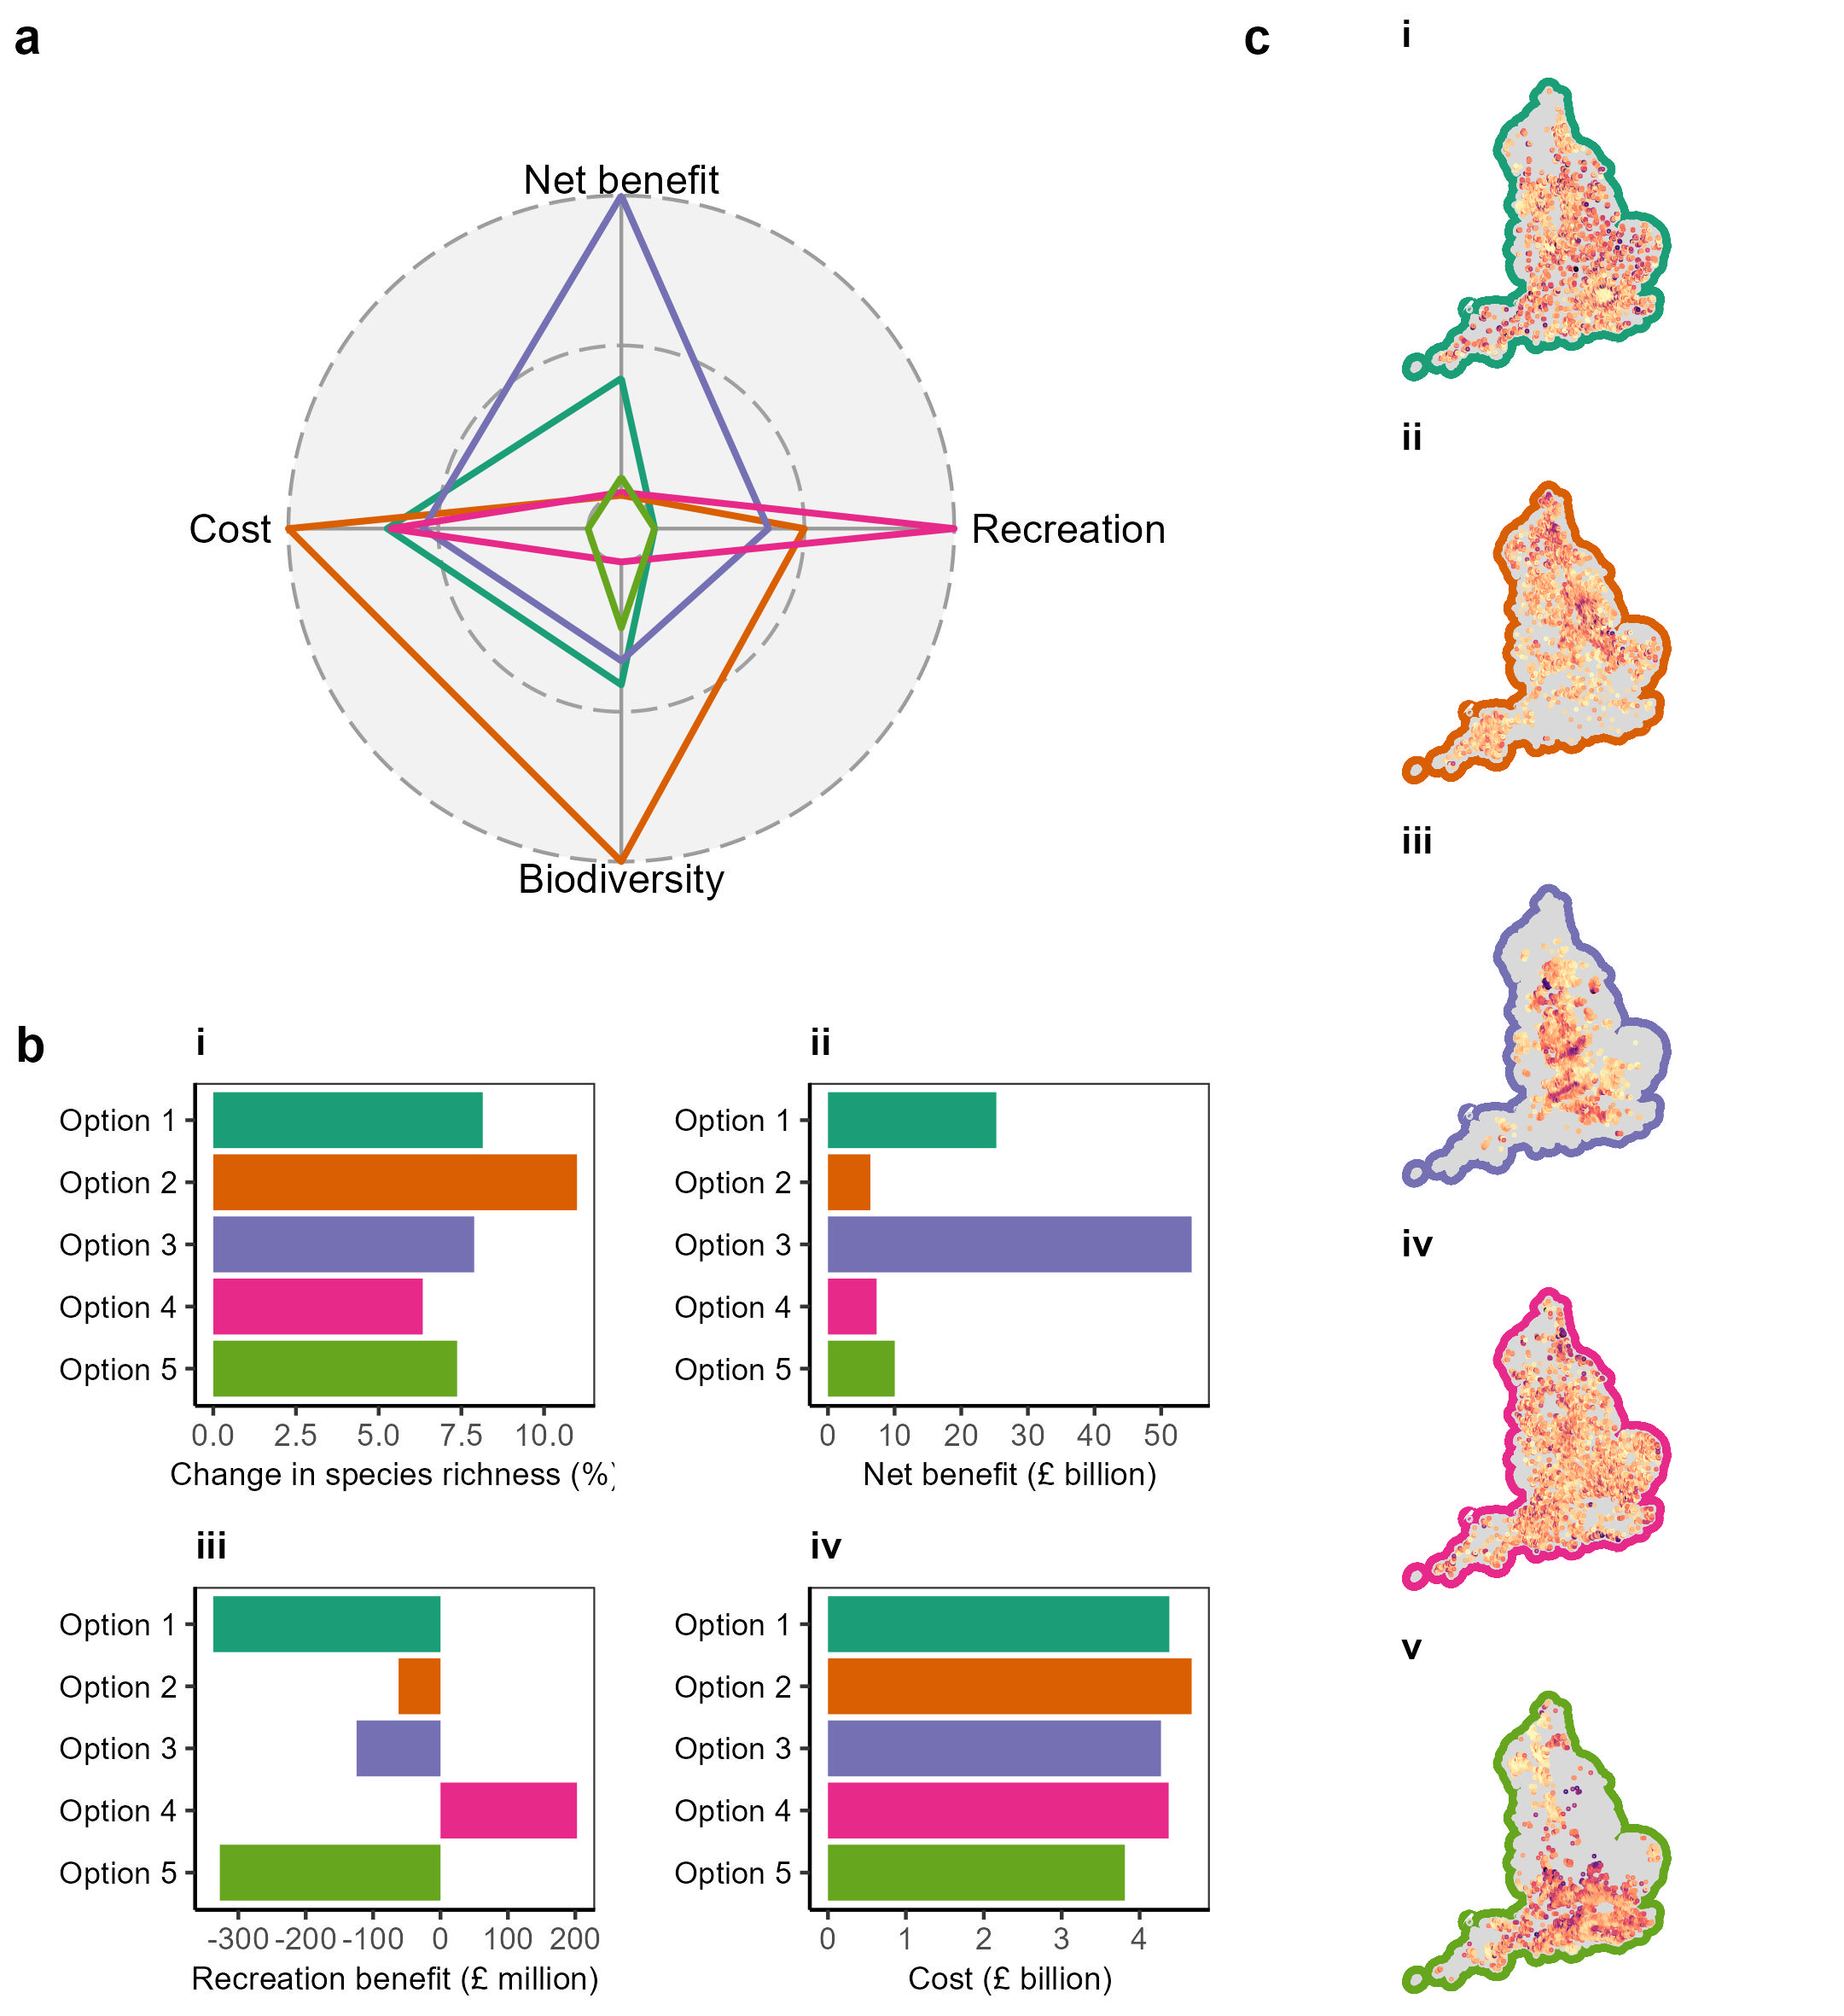 a
Net benefit
Cost
Recreation
Biodiversity
b
i
Option 1
Option 2
Option 3
Option 4
Option 5
0.0 2.5 5.0 7.5 10.0
Change in species richness (%)
ii
Option 1
Option 2
Option 3
Option 4
Option 5
0 10 20 30 40 50
Net benefit (£ billion)
iii
Option 1
Option 2
Option 3
Option 4
Option 5
-300 -200 -100 0 100 200
Recreation benefit (£ million)
iv
Option 1
Option 2
Option 3
Option 4
Option 5
0 1 2 3 4
Cost (£ billion)
c
i
ii
iii
iv
v